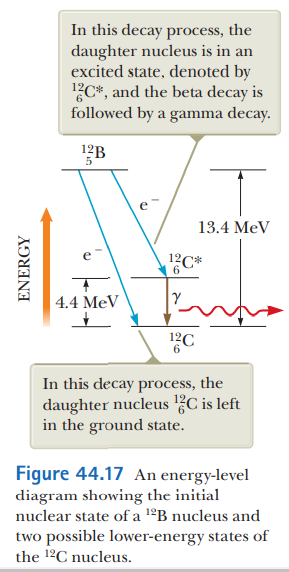 In this decay process, the
daughter nucleus is in an
excited state, denoted by
¹²₆C*, and the beta decay is
followed by a gamma decay.
¹²₅B
e⁻
13.4 MeV
ENERGY
e⁻
¹²₆C*
4.4 MeV
γ
¹²₆C
In this decay process, the
daughter nucleus ¹²₆C is left
in the ground state.
Figure 44.17 An energy-level
diagram showing the initial
nuclear state of a ¹²B nucleus and
two possible lower-energy states of
the ¹²C nucleus.